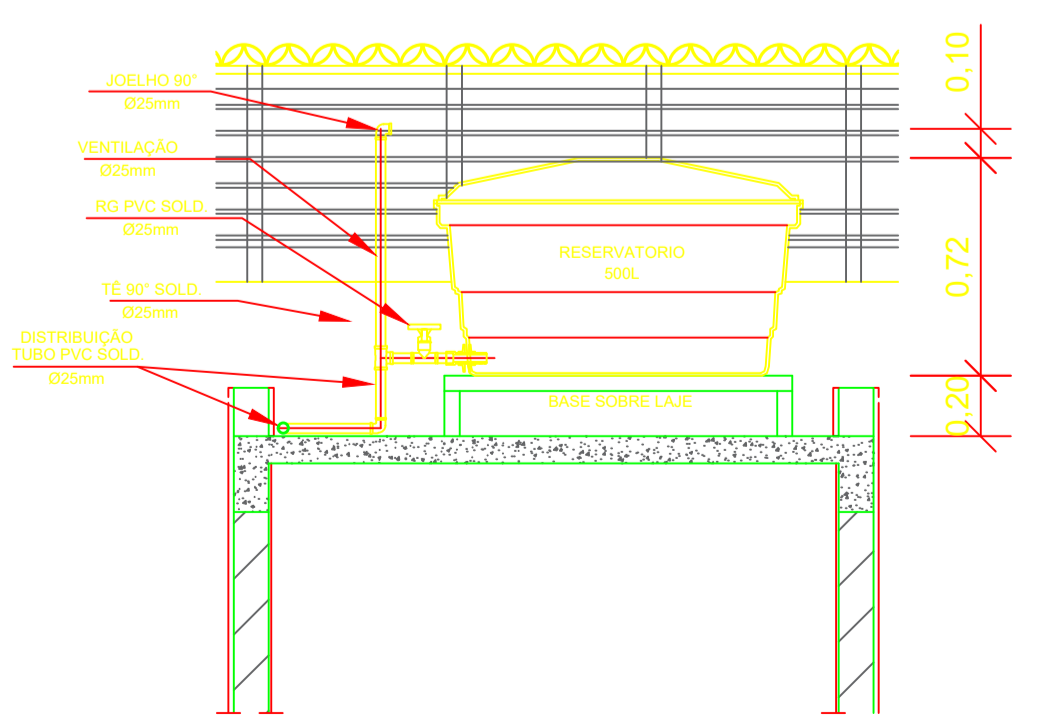 JOELHO 90°
Ø25mm
VENTILAÇÃO
Ø25mm
RG PVC SOLD.
Ø25mm
TÊ 90° SOLD.
Ø25mm
DISTRIBUIÇÃO
TUBO PVC SOLD.
Ø25mm
RESERVATORIO
500L
BASE SOBRE LAJE
0,10
0,72
0,20